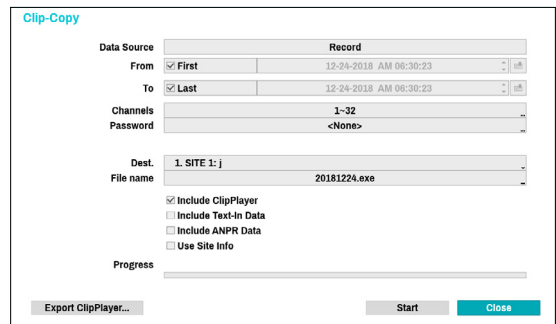 Clip-Copy
Data Source Record
From First 12-24-2018 AM 06:30:23
To Last 12-24-2018 AM 06:30:23
Channels 1~32 ...
Password <None> ...
Dest. 1. SITE 1: j
File name 20181224.exe ...
Include ClipPlayer
Include Text-In Data
Include ANPR Data
Use Site Info
Progress
Export ClipPlayer... Start Close